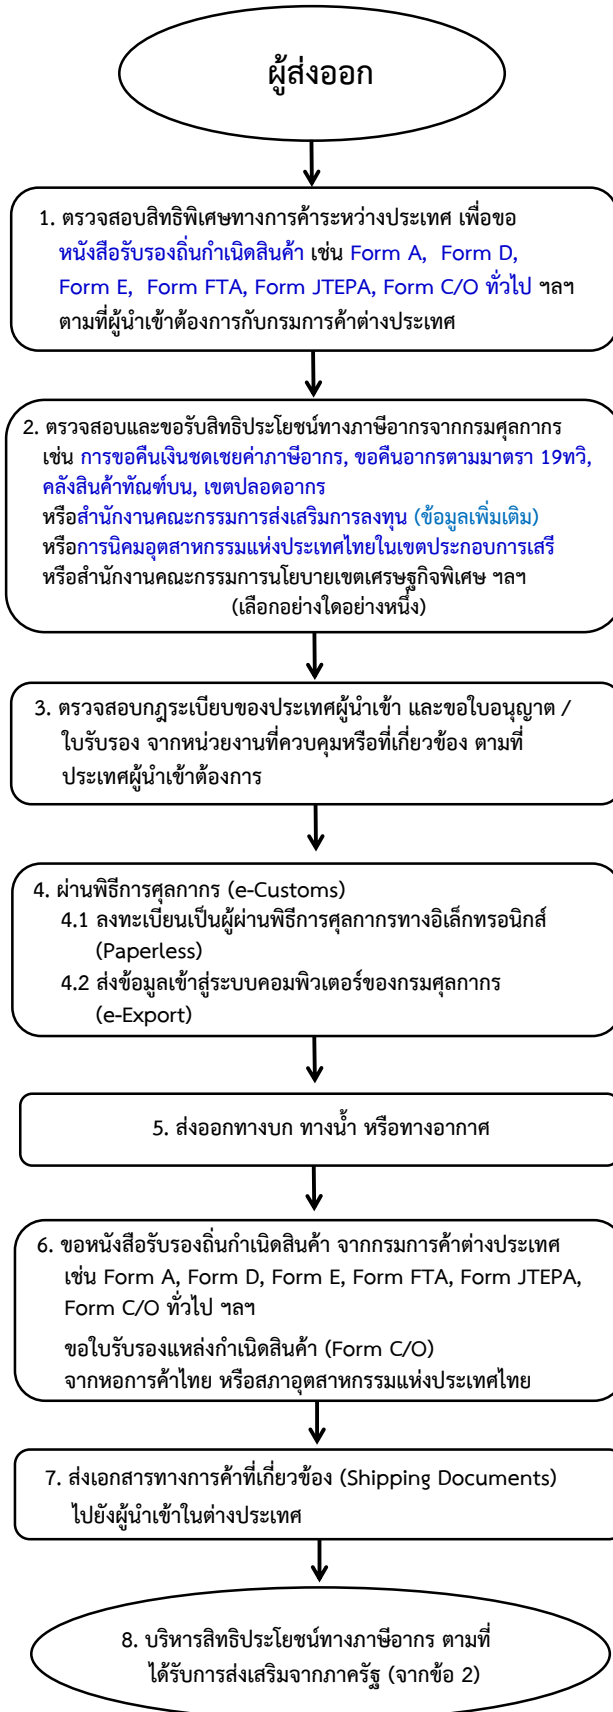 ผู้ส่งออก
1. ตรวจสอบสิทธิพิเศษทางการค้าระหว่างประเทศ เพื่อขอ
หนังสือรับรองถิ่นกำเนิดสินค้า เช่น Form A, Form D,
Form E, Form FTA, Form JTEPA, Form C/O ทั่วไป ฯลฯ
ตามที่ผู้นำเข้าต้องการกับกรมการค้าต่างประเทศ
2. ตรวจสอบและขอรับสิทธิประโยชน์ทางภาษีอากรจากกรมศุลกากร
เช่น การขอคืนเงินชดเชยค่าภาษีอากร, ขอคืนอากรตามมาตรา 19ทวิ,
คลังสินค้าทัณฑ์บน, เขตปลอดอากร
หรือสำนักงานคณะกรรมการส่งเสริมการลงทุน (ข้อมูลเพิ่มเติม)
หรือการนิคมอุตสาหกรรมแห่งประเทศไทยในเขตประกอบการเสรี
หรือสำนักงานคณะกรรมการนโยบายเขตเศรษฐกิจพิเศษ ฯลฯ
(เลือกอย่างใดอย่างหนึ่ง)
3. ตรวจสอบกฎระเบียบของประเทศผู้นำเข้า และขอใบอนุญาต /
ใบรับรอง จากหน่วยงานที่ควบคุมหรือที่เกี่ยวข้อง ตามที่
ประเทศผู้นำเข้าต้องการ
4. ผ่านพิธีการศุลกากร (e-Customs)
4.1 ลงทะเบียนเป็นผู้ผ่านพิธีการศุลกากรทางอิเล็กทรอนิกส์
(Paperless)
4.2 ส่งข้อมูลเข้าสู่ระบบคอมพิวเตอร์ของกรมศุลกากร
(e-Export)
5. ส่งออกทางบก ทางน้ำ หรือทางอากาศ
6. ขอหนังสือรับรองถิ่นกำเนิดสินค้า จากกรมการค้าต่างประเทศ
เช่น Form A, Form D, Form E, Form FTA, Form JTEPA,
Form C/O ทั่วไป ฯลฯ
ขอใบรับรองแหล่งกำเนิดสินค้า (Form C/O)
จากหอการค้าไทย หรือสภาอุตสาหกรรมแห่งประเทศไทย
7. ส่งเอกสารทางการค้าที่เกี่ยวข้อง (Shipping Documents)
ไปยังผู้นำเข้าในต่างประเทศ
8. บริหารสิทธิประโยชน์ทางภาษีอากร ตามที่
ได้รับการส่งเสริมจากภาครัฐ (จากข้อ 2)